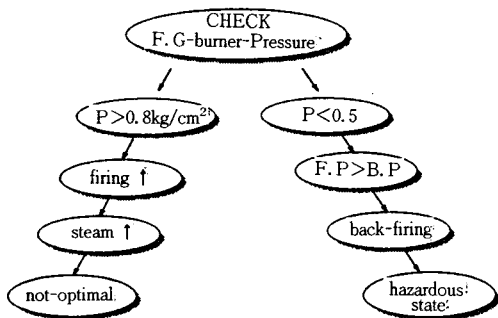 CHECK
F. G-burner-Pressure
P>0.8kg/cm²
P<0.5
firing ↑
F.P>B.P
steam ↑
back-firing
not-optimal
hazardous
state